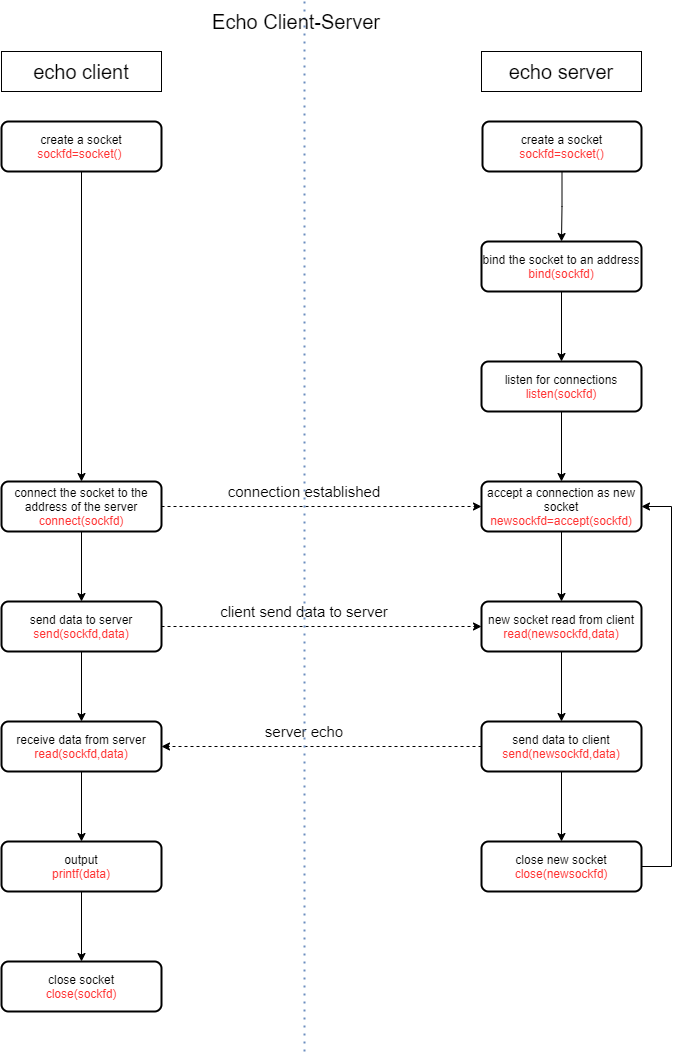 Echo Client-Server
echo client
echo server
create a socket
sockfd=socket()
create a socket
sockfd=socket()
bind the socket to an address
bind(sockfd)
listen for connections
listen(sockfd)
connect the socket to the
address of the server
connect(sockfd)
connection established
accept a connection as new
socket
newsockfd=accept(sockfd)
send data to server
send(sockfd,data)
client send data to server
new socket read from client
read(newsockfd,data)
receive data from server
read(sockfd,data)
server echo
send data to client
send(newsockfd,data)
output
printf(data)
close new socket
close(newsockfd)
close socket
close(sockfd)